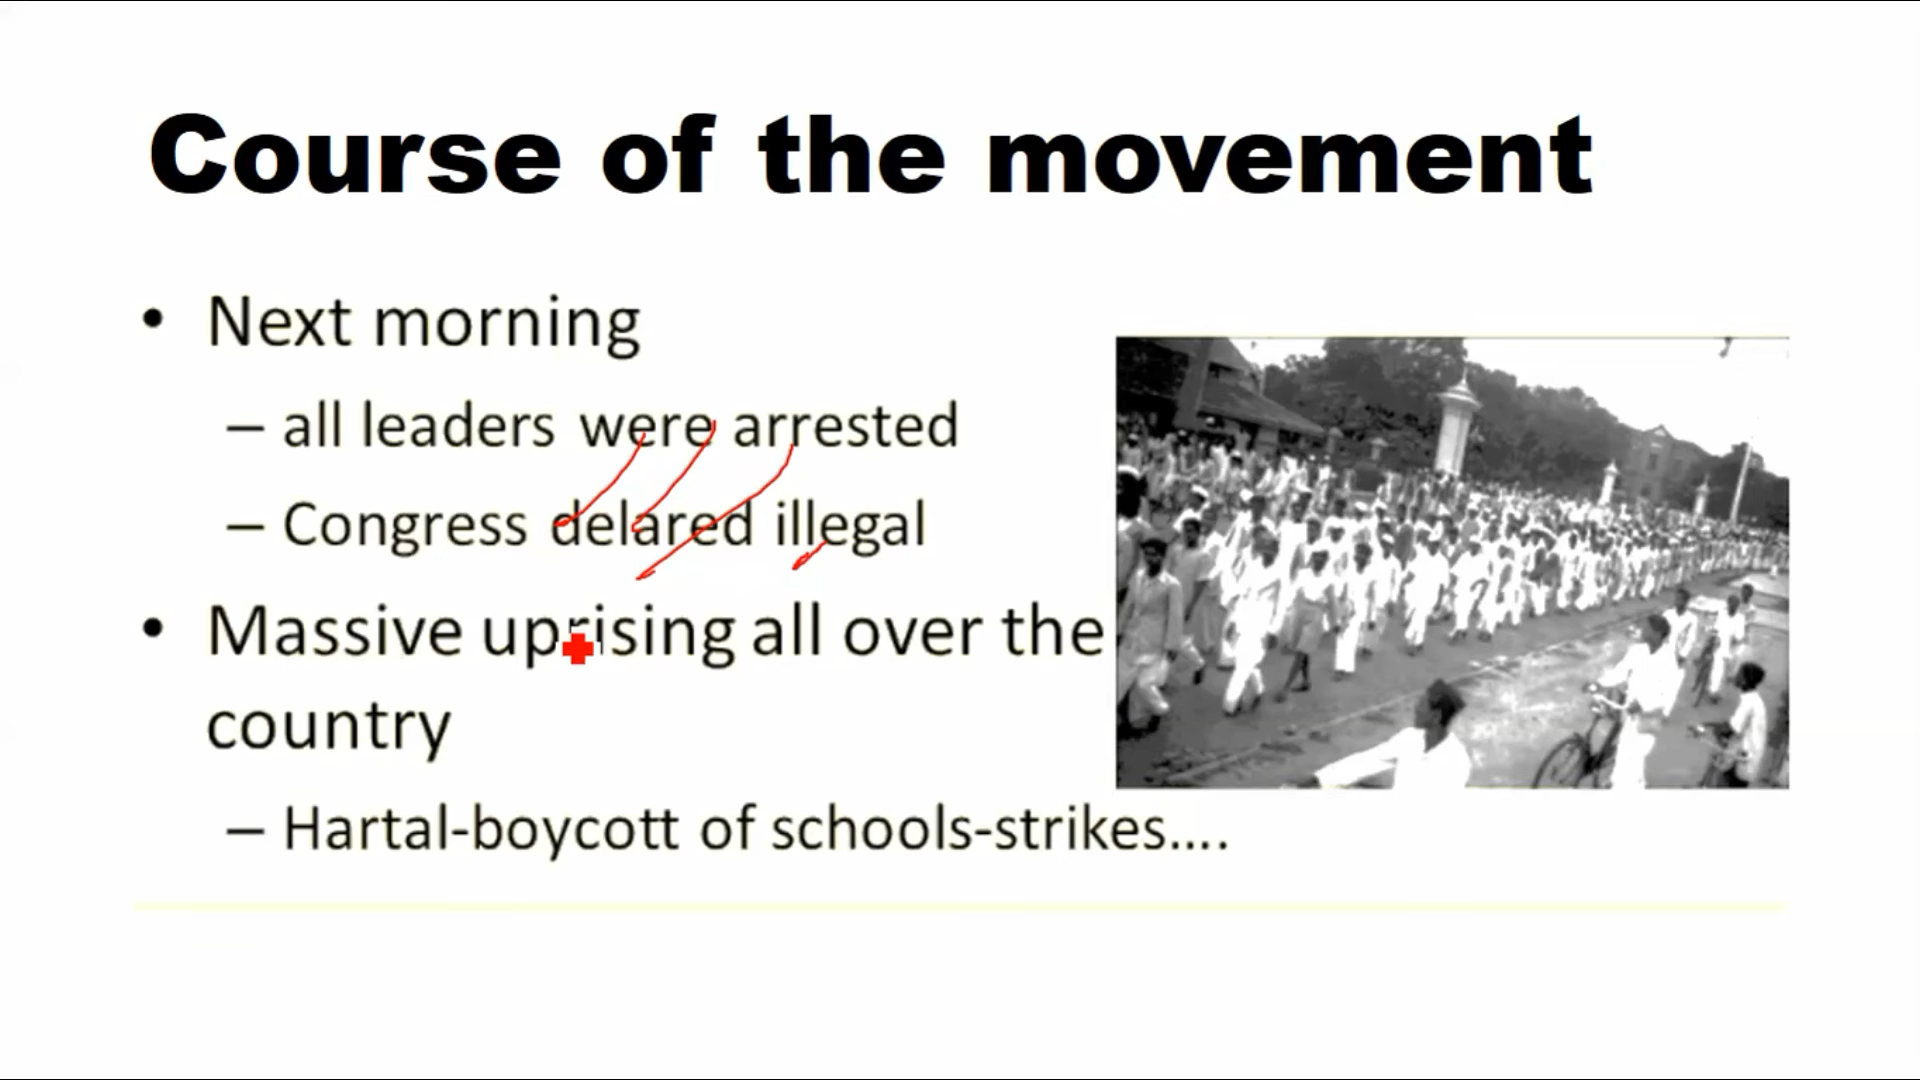 Course of the movement
• Next morning
– all leaders were arrested
– Congress delared illegal
• Massive uprising all over the
country
– Hartal-boycott of schools-strikes....